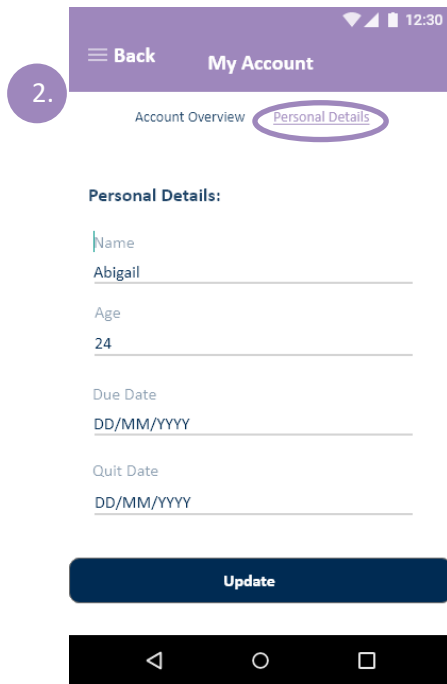 12:30
Back
My Account
2.
Account Overview Personal Details
Personal Details:
Name
Abigail
Age
24
Due Date
DD/MM/YYYY
Quit Date
DD/MM/YYYY
Update